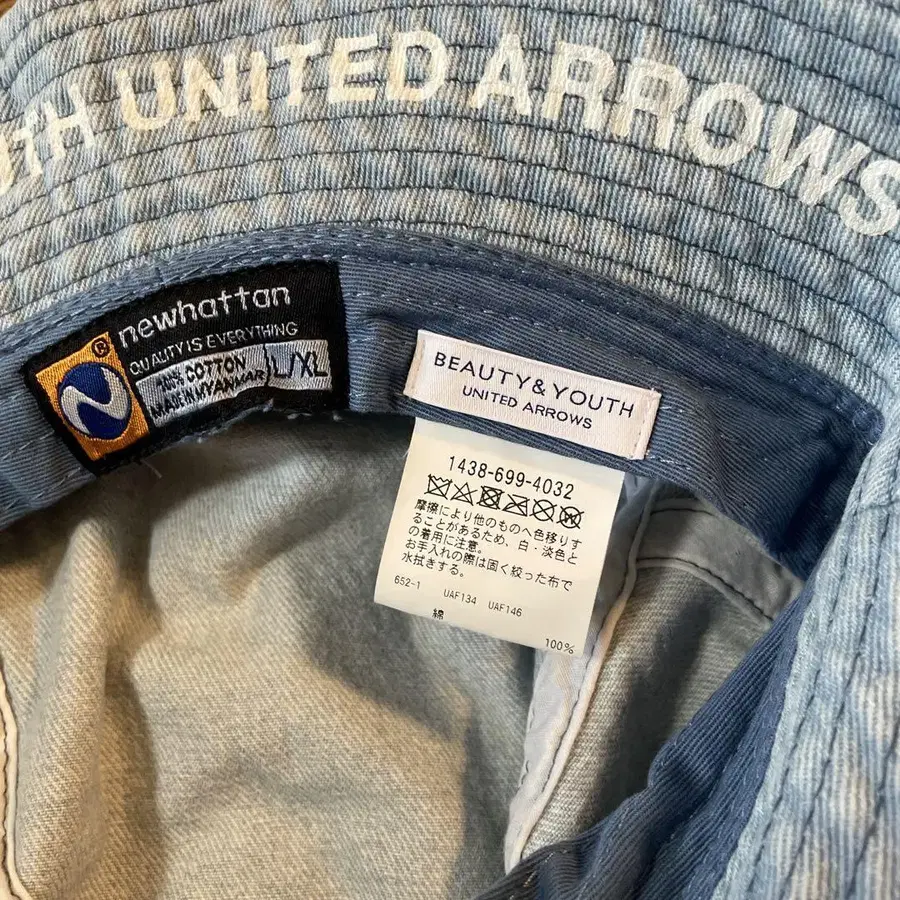 UTH UNITED ARROWS
newhattan
®
QUALITY IS EVERYTHING
100% COTTON
MADE IN MYANMAR
L/XL
BEAUTY & YOUTH
UNITED ARROWS
1438-699-4032
摩擦により他のものへ色移りす
ることがあるため、白・淡色と
の着用に注意。
お手入れの際は固く絞った布で
水拭きする。
652-1 UAF134 UAF146
綿 100%